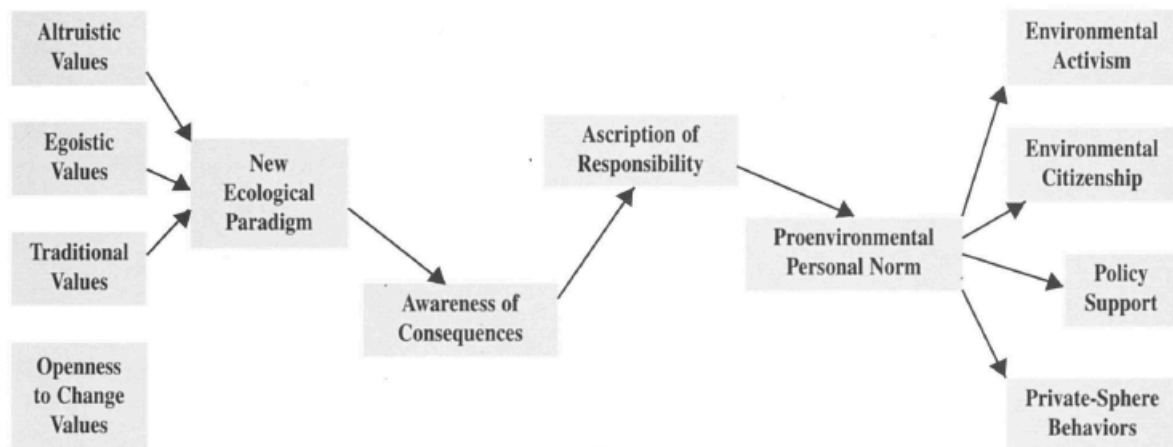 Altruistic
Values
Egoistic
Values
Traditional
Values
Openness
to Change
Values
New
Ecological
Paradigm
Awareness of
Consequences
Ascription of
Responsibility
Proenvironmental
Personal Norm
Environmental
Activism
Environmental
Citizenship
Policy
Support
Private-Sphere
Behaviors